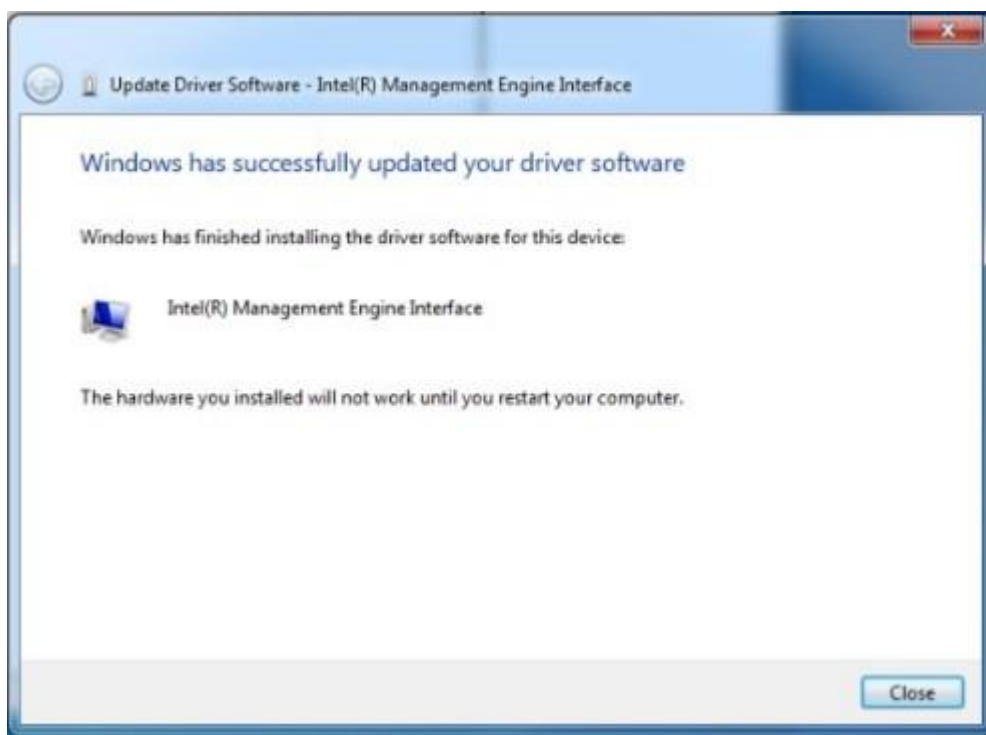 Update Driver Software - Intel(R) Management Engine Interface
Windows has successfully updated your driver software
Windows has finished installing the driver software for this device:
Intel(R) Management Engine Interface
The hardware you installed will not work until you restart your computer.
Close